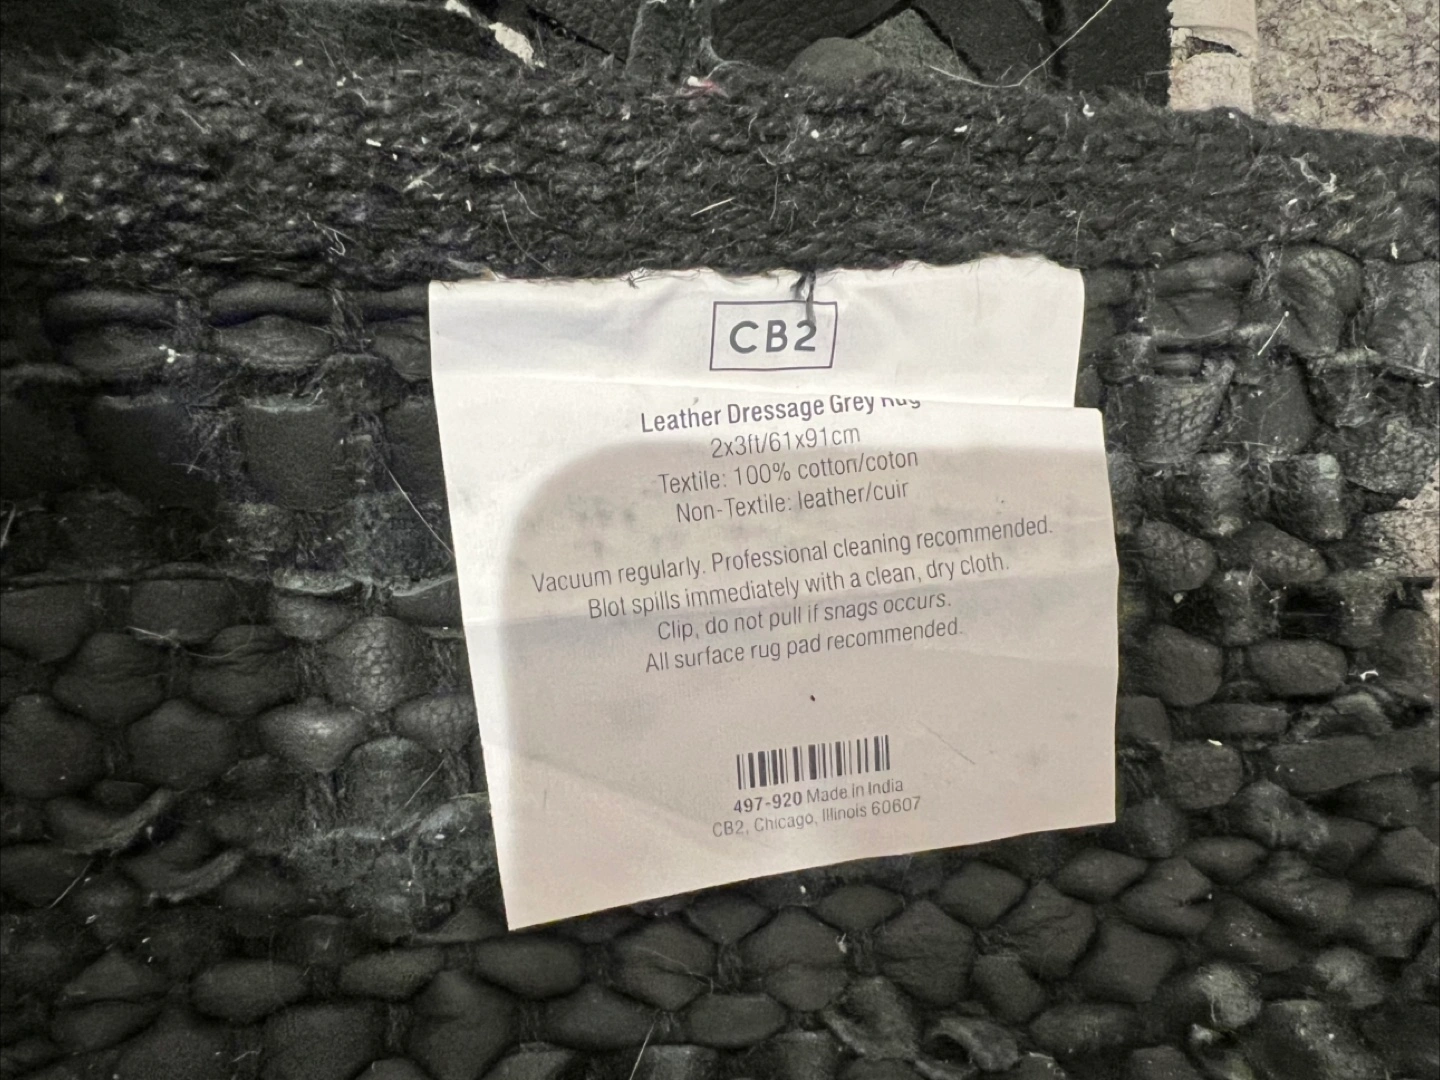 CB2
Leather Dressage Grey Rug
2x3ft/61x91cm
Textile: 100% cotton/coton
Non-Textile: leather/cuir
Vacuum regularly. Professional cleaning recommended.
Blot spills immediately with a clean, dry cloth.
Clip, do not pull if snags occurs.
All surface rug pad recommended.
497-920 Made in India
CB2, Chicago, Illinois 60607